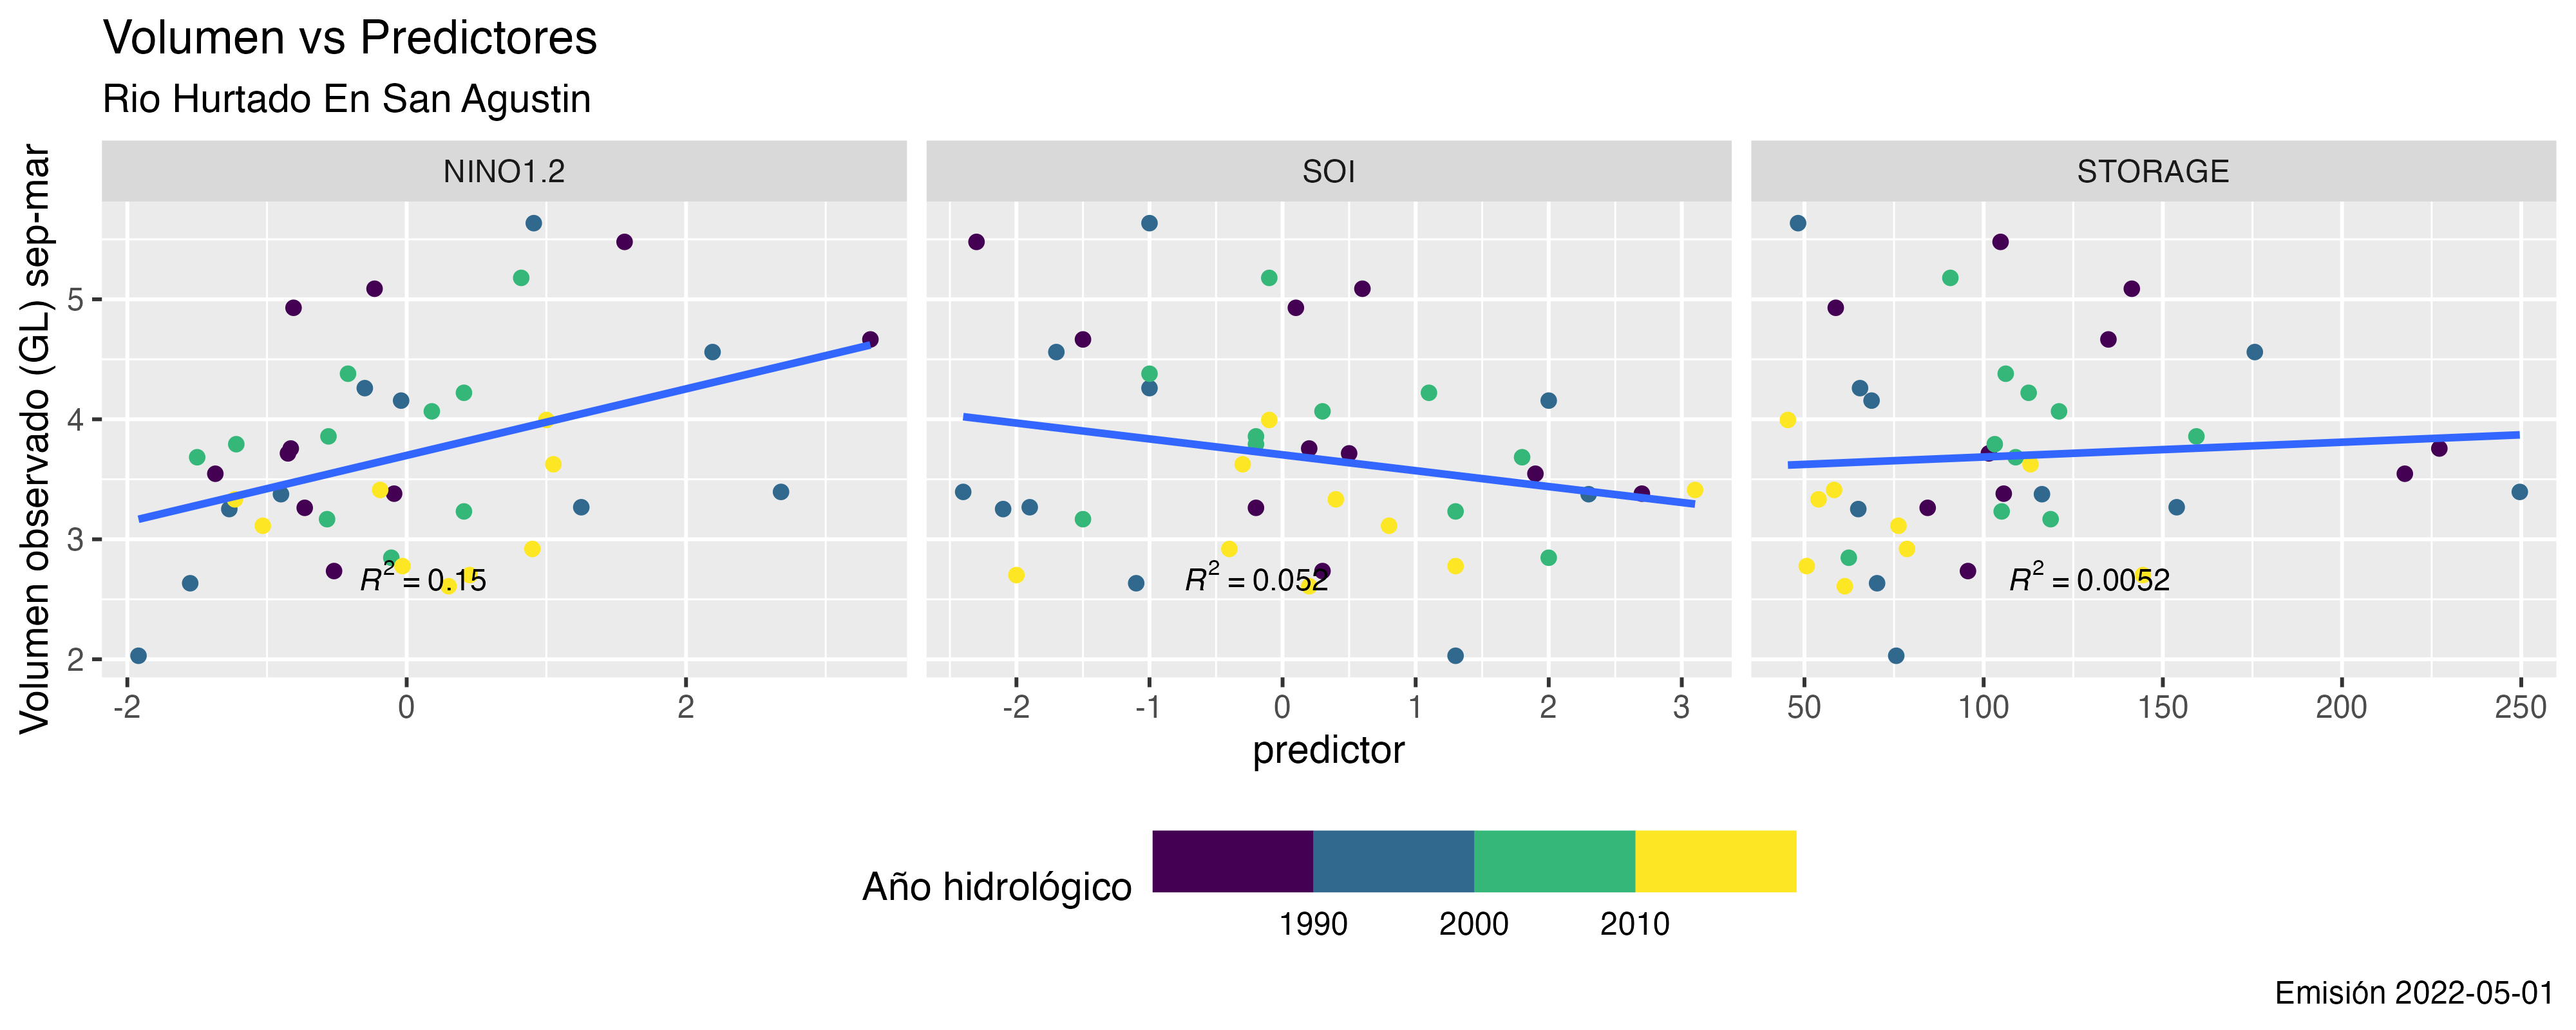 Volumen vs Predictores
Rio Hurtado En San Agustin
Volumen observado (GL) sep-mar
NINO1.2 SOI STORAGE
5
4
3
2
R² = 0.15 R² = 0.052 R² = 0.0052
-2 0 2 -2 -1 0 1 2 3 50 100 150 200 250
predictor
Año hidrológico
1990 2000 2010
Emisión 2022-05-01